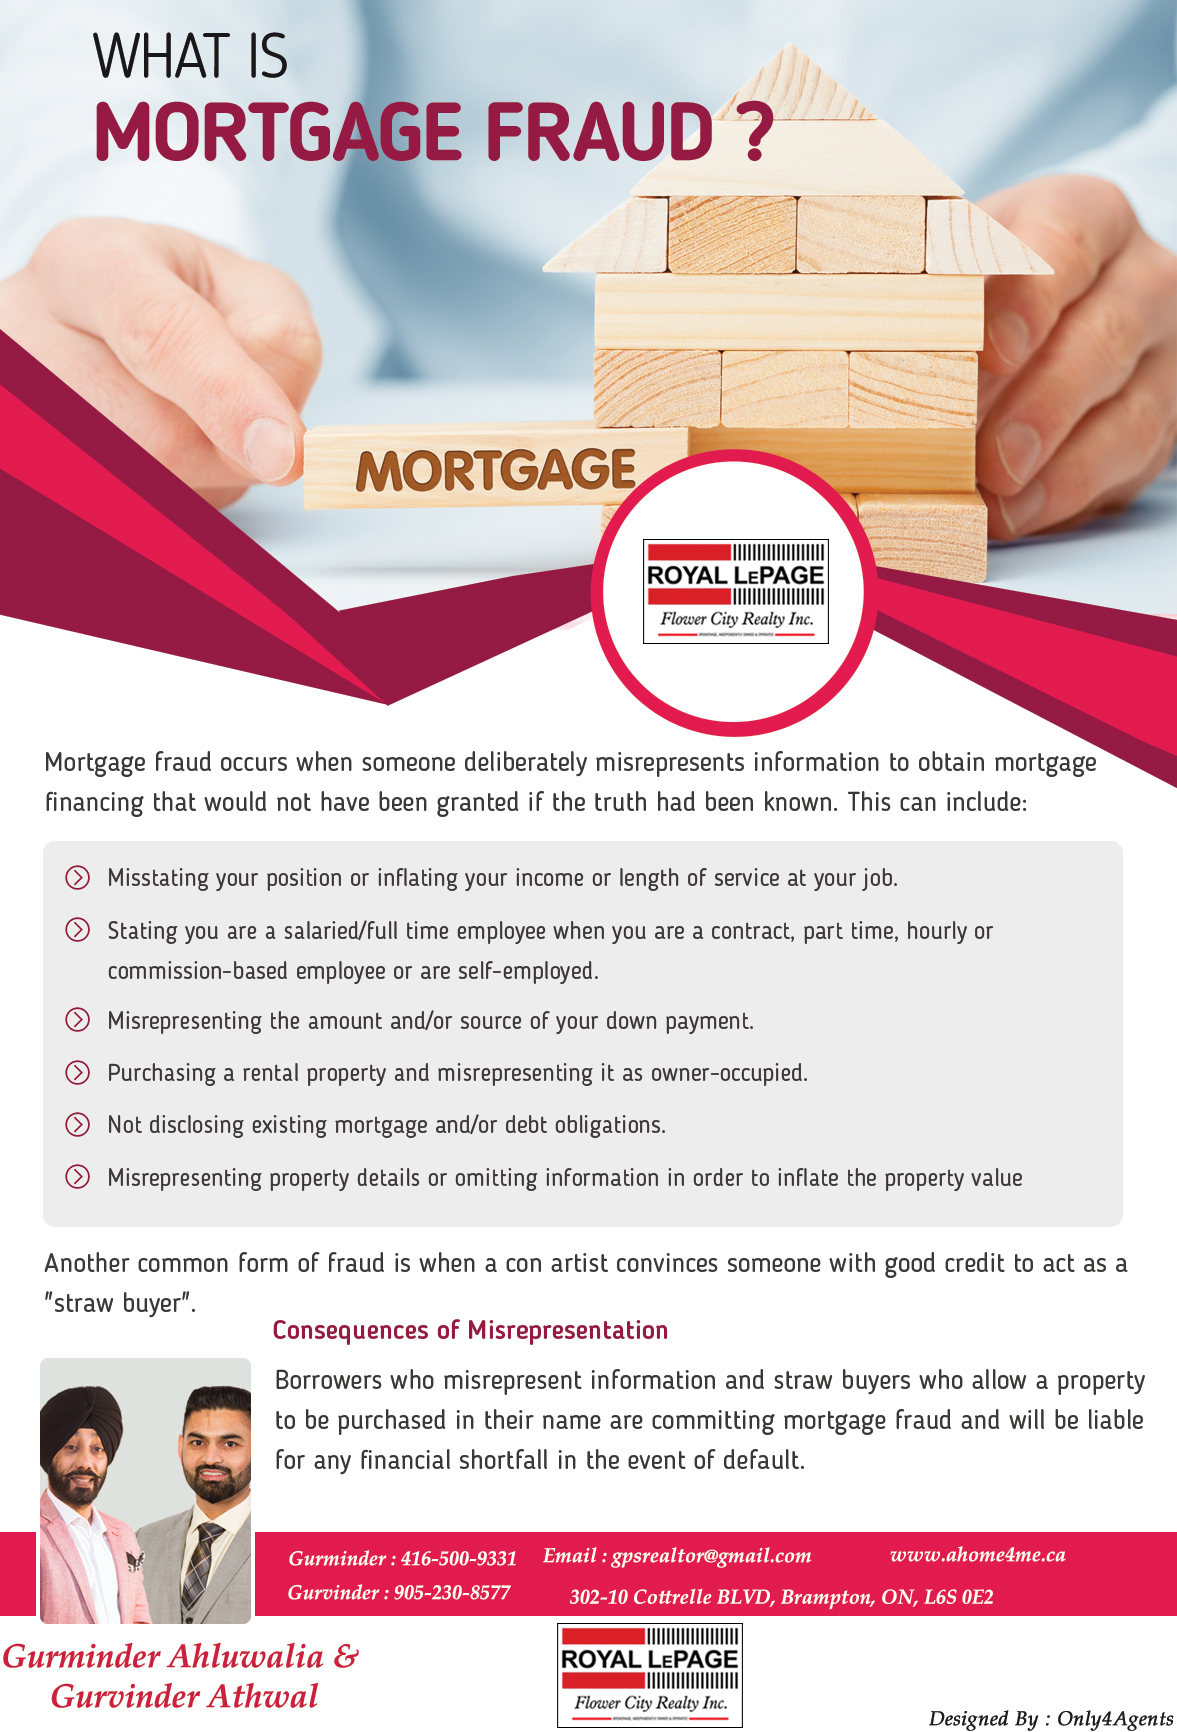 WHAT IS
MORTGAGE FRAUD ?
MORTGAGE
ROYAL LEPAGE
Flower City Realty Inc.
BROKERAGE, INDEPENDENTLY OWNED & OPERATED
Mortgage fraud occurs when someone deliberately misrepresents information to obtain mortgage
financing that would not have been granted if the truth had been known. This can include:
Misstating your position or inflating your income or length of service at your job.
Stating you are a salaried/full time employee when you are a contract, part time, hourly or
commission-based employee or are self-employed.
Misrepresenting the amount and/or source of your down payment.
Purchasing a rental property and misrepresenting it as owner-occupied.
Not disclosing existing mortgage and/or debt obligations.
Misrepresenting property details or omitting information in order to inflate the property value
Another common form of fraud is when a con artist convinces someone with good credit to act as a
"straw buyer".
Consequences of Misrepresentation
Borrowers who misrepresent information and straw buyers who allow a property
to be purchased in their name are committing mortgage fraud and will be liable
for any financial shortfall in the event of default.
Gurminder : 416-500-9331 Email : gpsrealtor@gmail.com www.ahome4me.ca
Gurvinder : 905-230-8577 302-10 Cottrelle BLVD, Brampton, ON, L6S 0E2
Gurminder Ahluwalia &
Gurvinder Athwal
ROYAL LEPAGE
Flower City Realty Inc.
BROKERAGE, INDEPENDENTLY OWNED & OPERATED
Designed By : Only4Agents